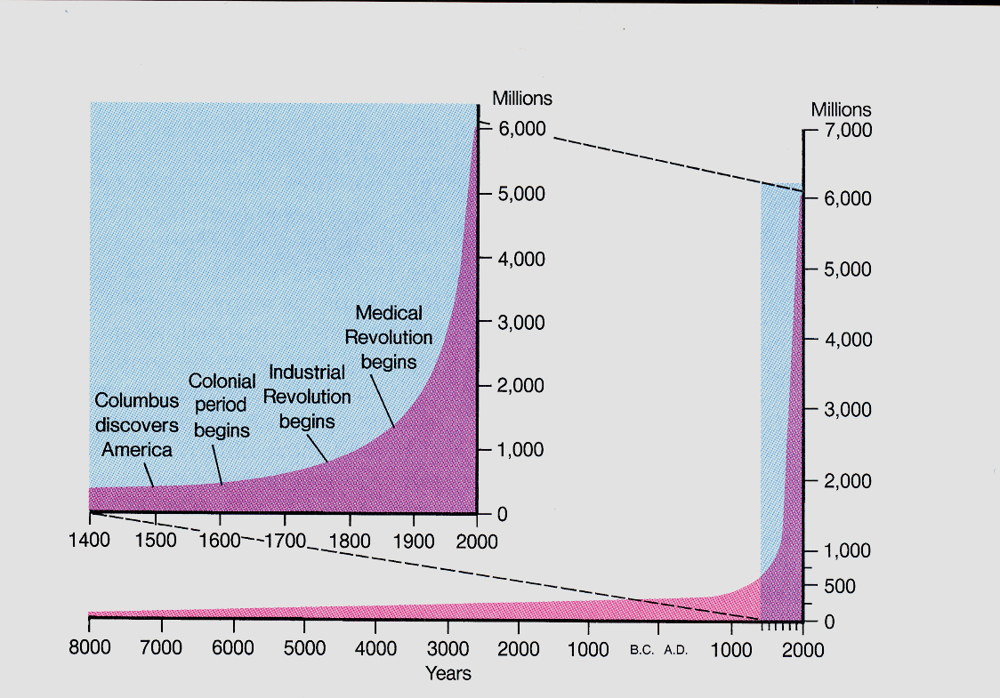 Millions
6,000
5,000
4,000
3,000
2,000
1,000
0
Medical
Revolution
begins
Industrial
Revolution
begins
Colonial
period
begins
Columbus
discovers
America
1400 1500 1600 1700 1800 1900 2000
Millions
7,000
6,000
5,000
4,000
3,000
2,000
1,000
500
0
8000 7000 6000 5000 4000 3000 2000 1000 B.C. A.D. 1000 2000
Years